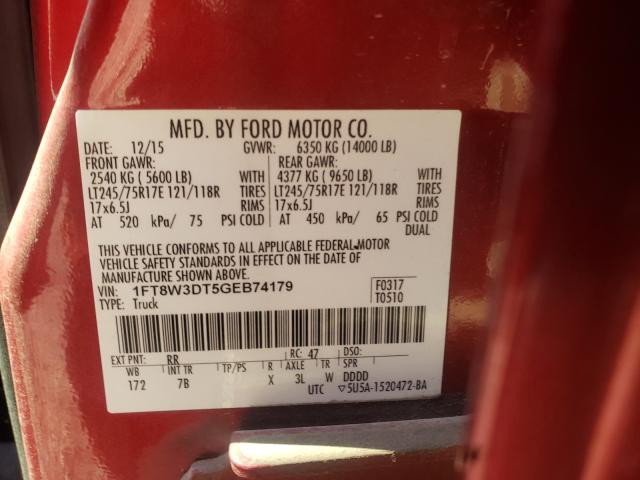 MFD. BY FORD MOTOR CO.
DATE: 12/15 GVWR: 6350 KG (14000 LB)
FRONT GAWR: REAR GAWR:
2540 KG (5600 LB) WITH 4377 KG (9650 LB) WITH
LT245/75R17E 121/118R TIRES LT245/75R17E 121/118R TIRES
17x6.5J RIMS 17x6.5J RIMS
AT 520 kPa/ 75 PSI COLD AT 450 kPa/ 65 PSI COLD
DUAL
THIS VEHICLE CONFORMS TO ALL APPLICABLE FEDERAL MOTOR
VEHICLE SAFETY STANDARDS IN EFFECT ON THE DATE OF
MANUFACTURE SHOWN ABOVE.
VIN: 1FT8W3DT5GEB74179 F0317
TYPE: Truck T0510
EXT PNT: RR RC: 47 DSO:
WB INT TR TP/PS R AXLE TR SPR
172 7B X 3L W DDDD
UTC ▽5U5A-1520472-BA